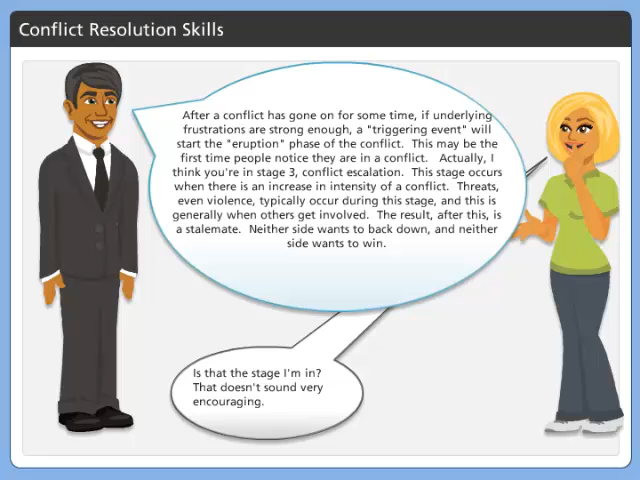 Conflict Resolution Skills
After a conflict has gone on for some time, if underlying
frustrations are strong enough, a "triggering event" will
start the "eruption" phase of the conflict.  This may be the
first time people notice they are in a conflict.   Actually, I
think you're in stage 3, conflict escalation.  This stage occurs
when there is an increase in intensity of a conflict.  Threats,
even violence, typically occur during this stage, and this is
generally when others get involved.  The result, after this, is
a stalemate.  Neither side wants to back down, and neither
side wants to win.
Is that the stage I'm in?
That doesn't sound very
encouraging.